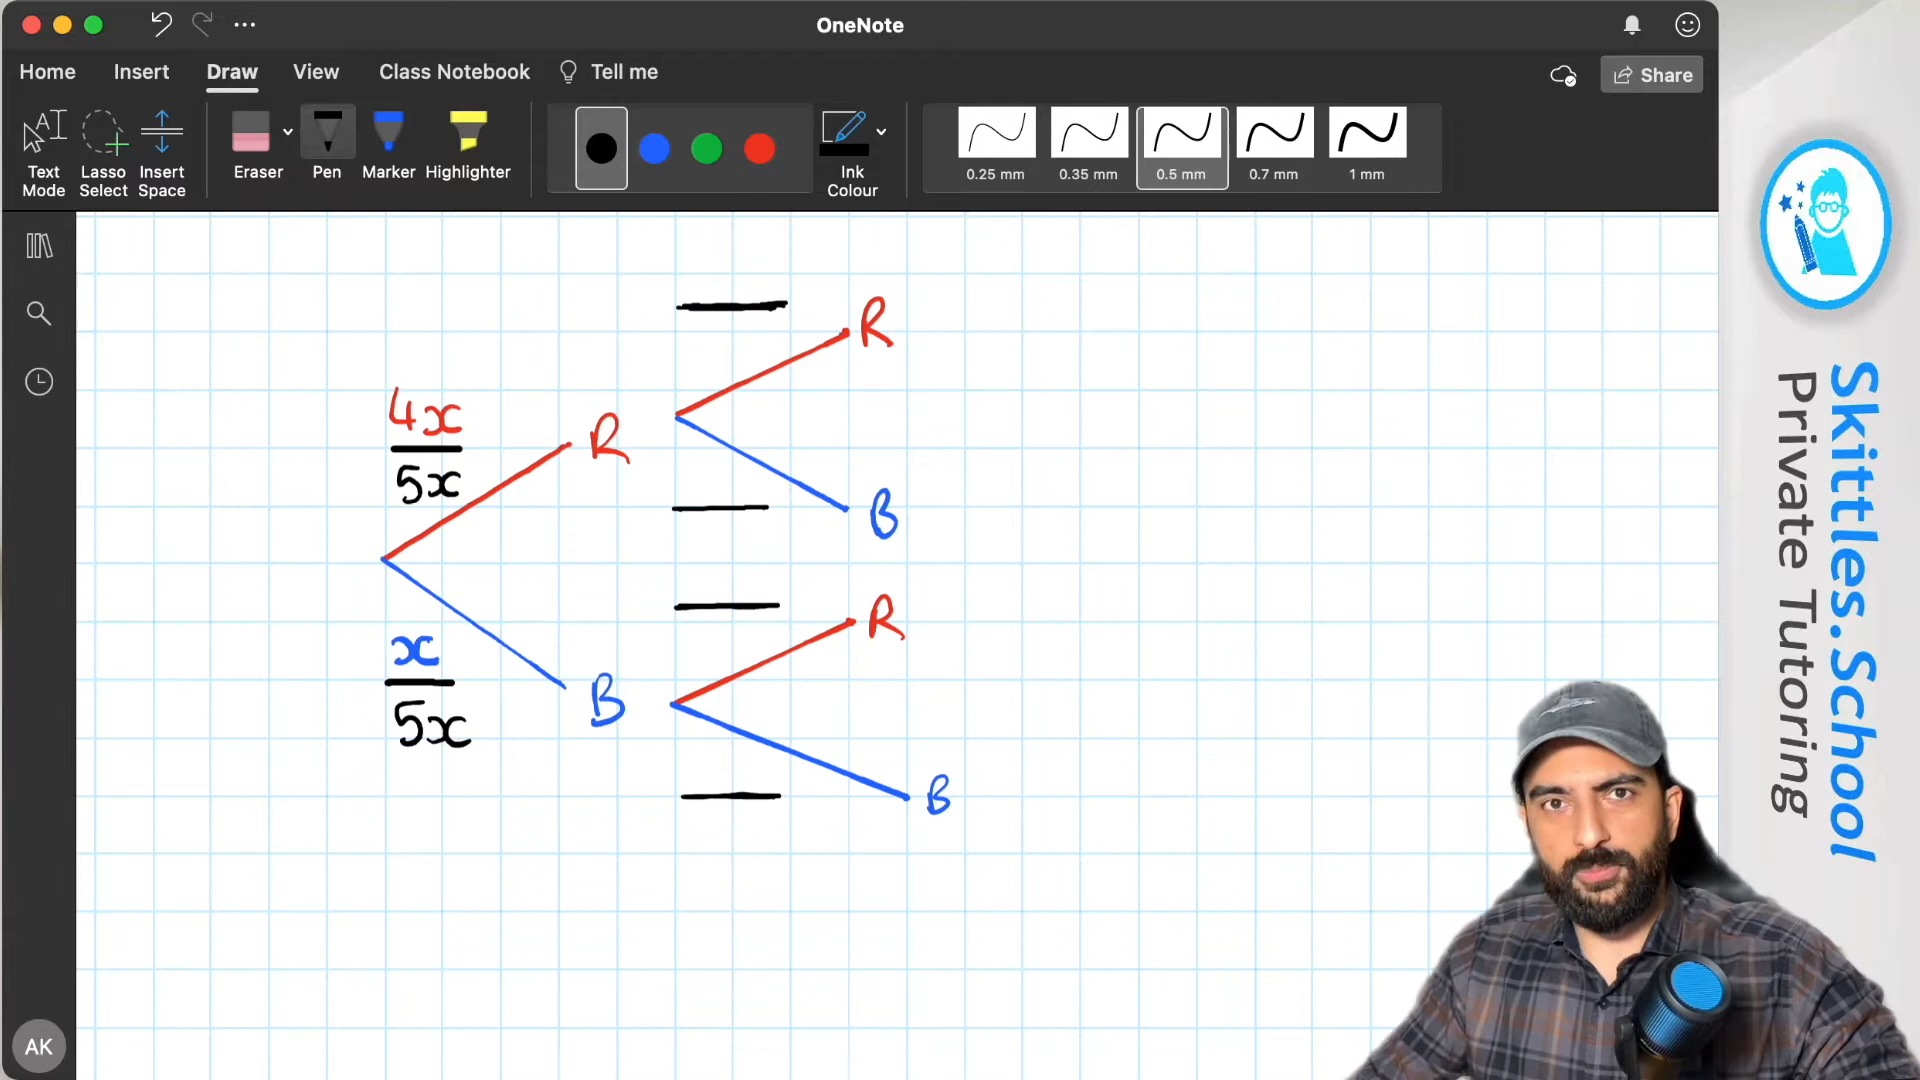 OneNote
Home Insert Draw View Class Notebook Tell me
Share
Text Mode
Lasso Select
Insert Space
Eraser
Pen
Marker
Highlighter
Ink Colour
0.25 mm
0.35 mm
0.5 mm
0.7 mm
1 mm
R
4x
R
5x
B
R
x
B
5x
B
AK
Skittles.School
Private Tutoring